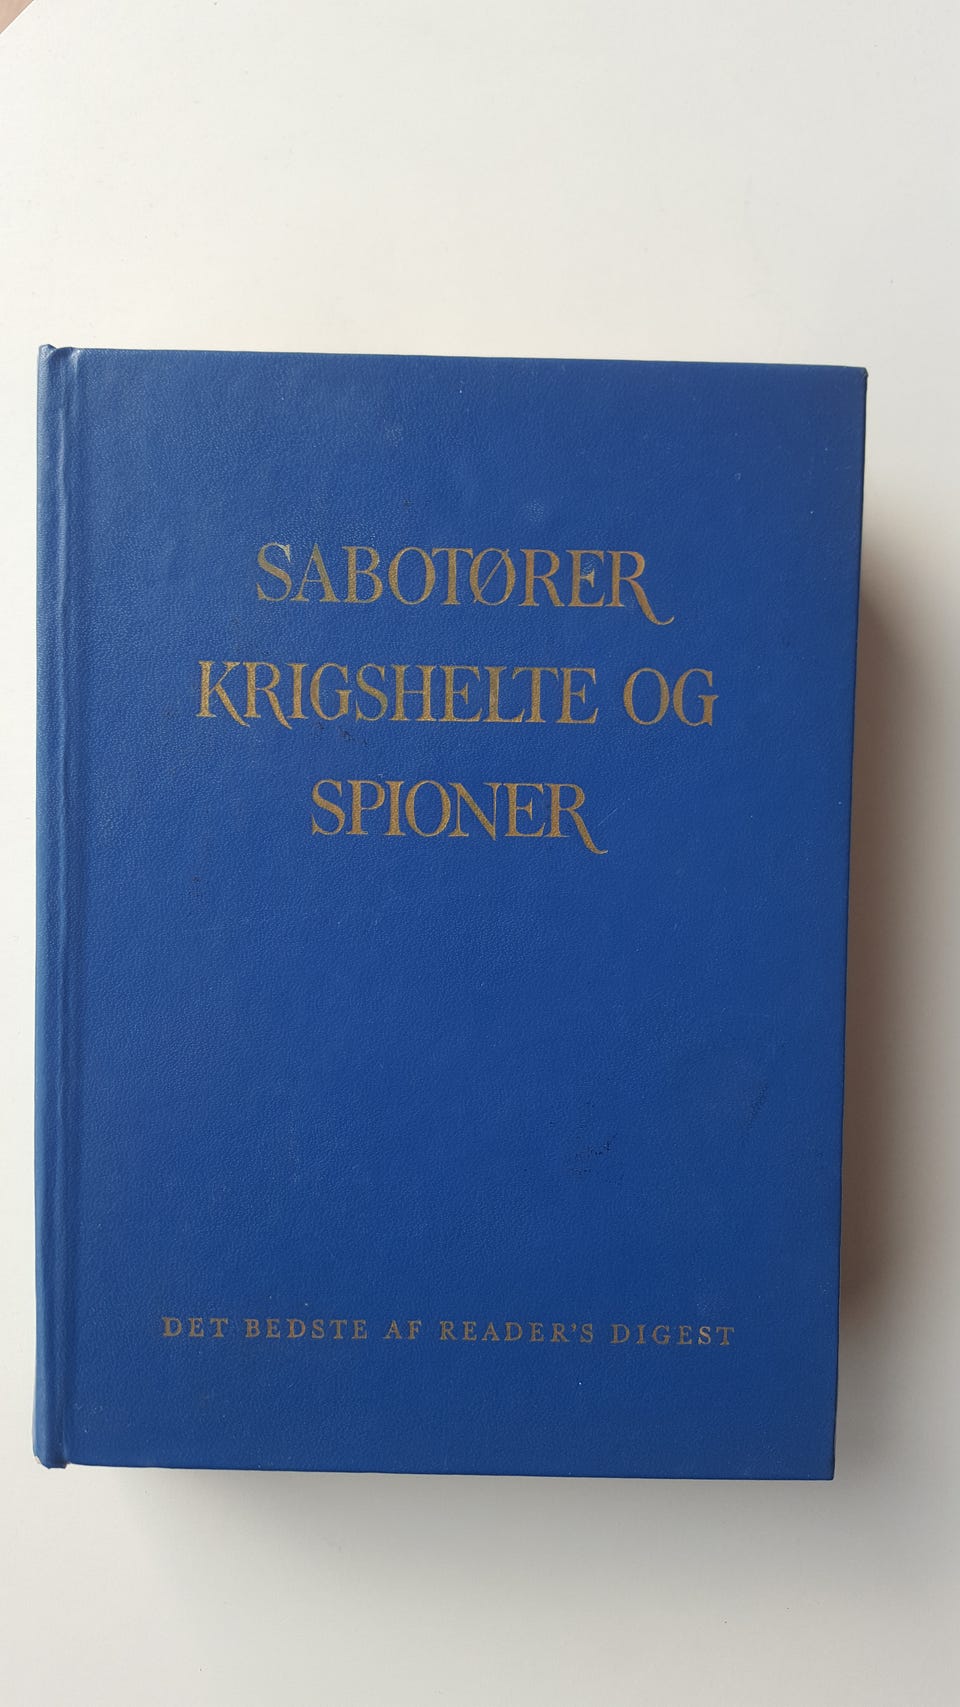 SABOTØRER
KRIGSHELTE OG
SPIONER
DET BEDSTE AF READER'S DIGEST